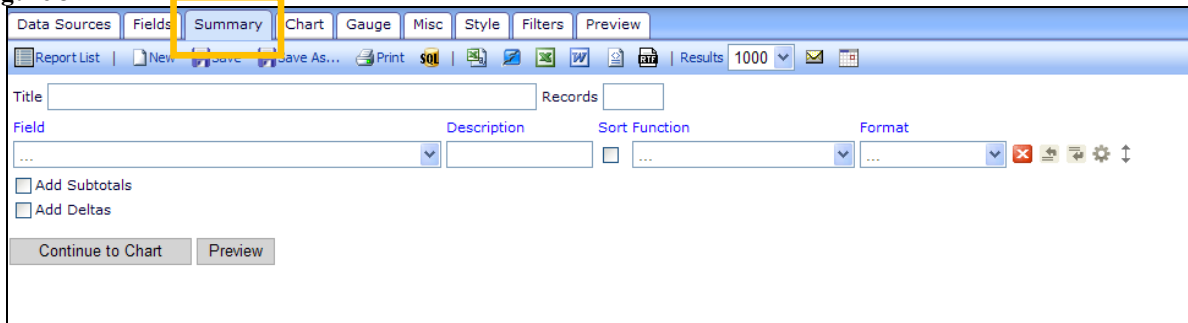 Data Sources Fields Summary Chart Gauge Misc Style Filters Preview
Report List | New Save Save As... Print SQL | Results 1000
Title Records
Field Description Sort Function Format
... ... ...
Add Subtotals
Add Deltas
Continue to Chart Preview